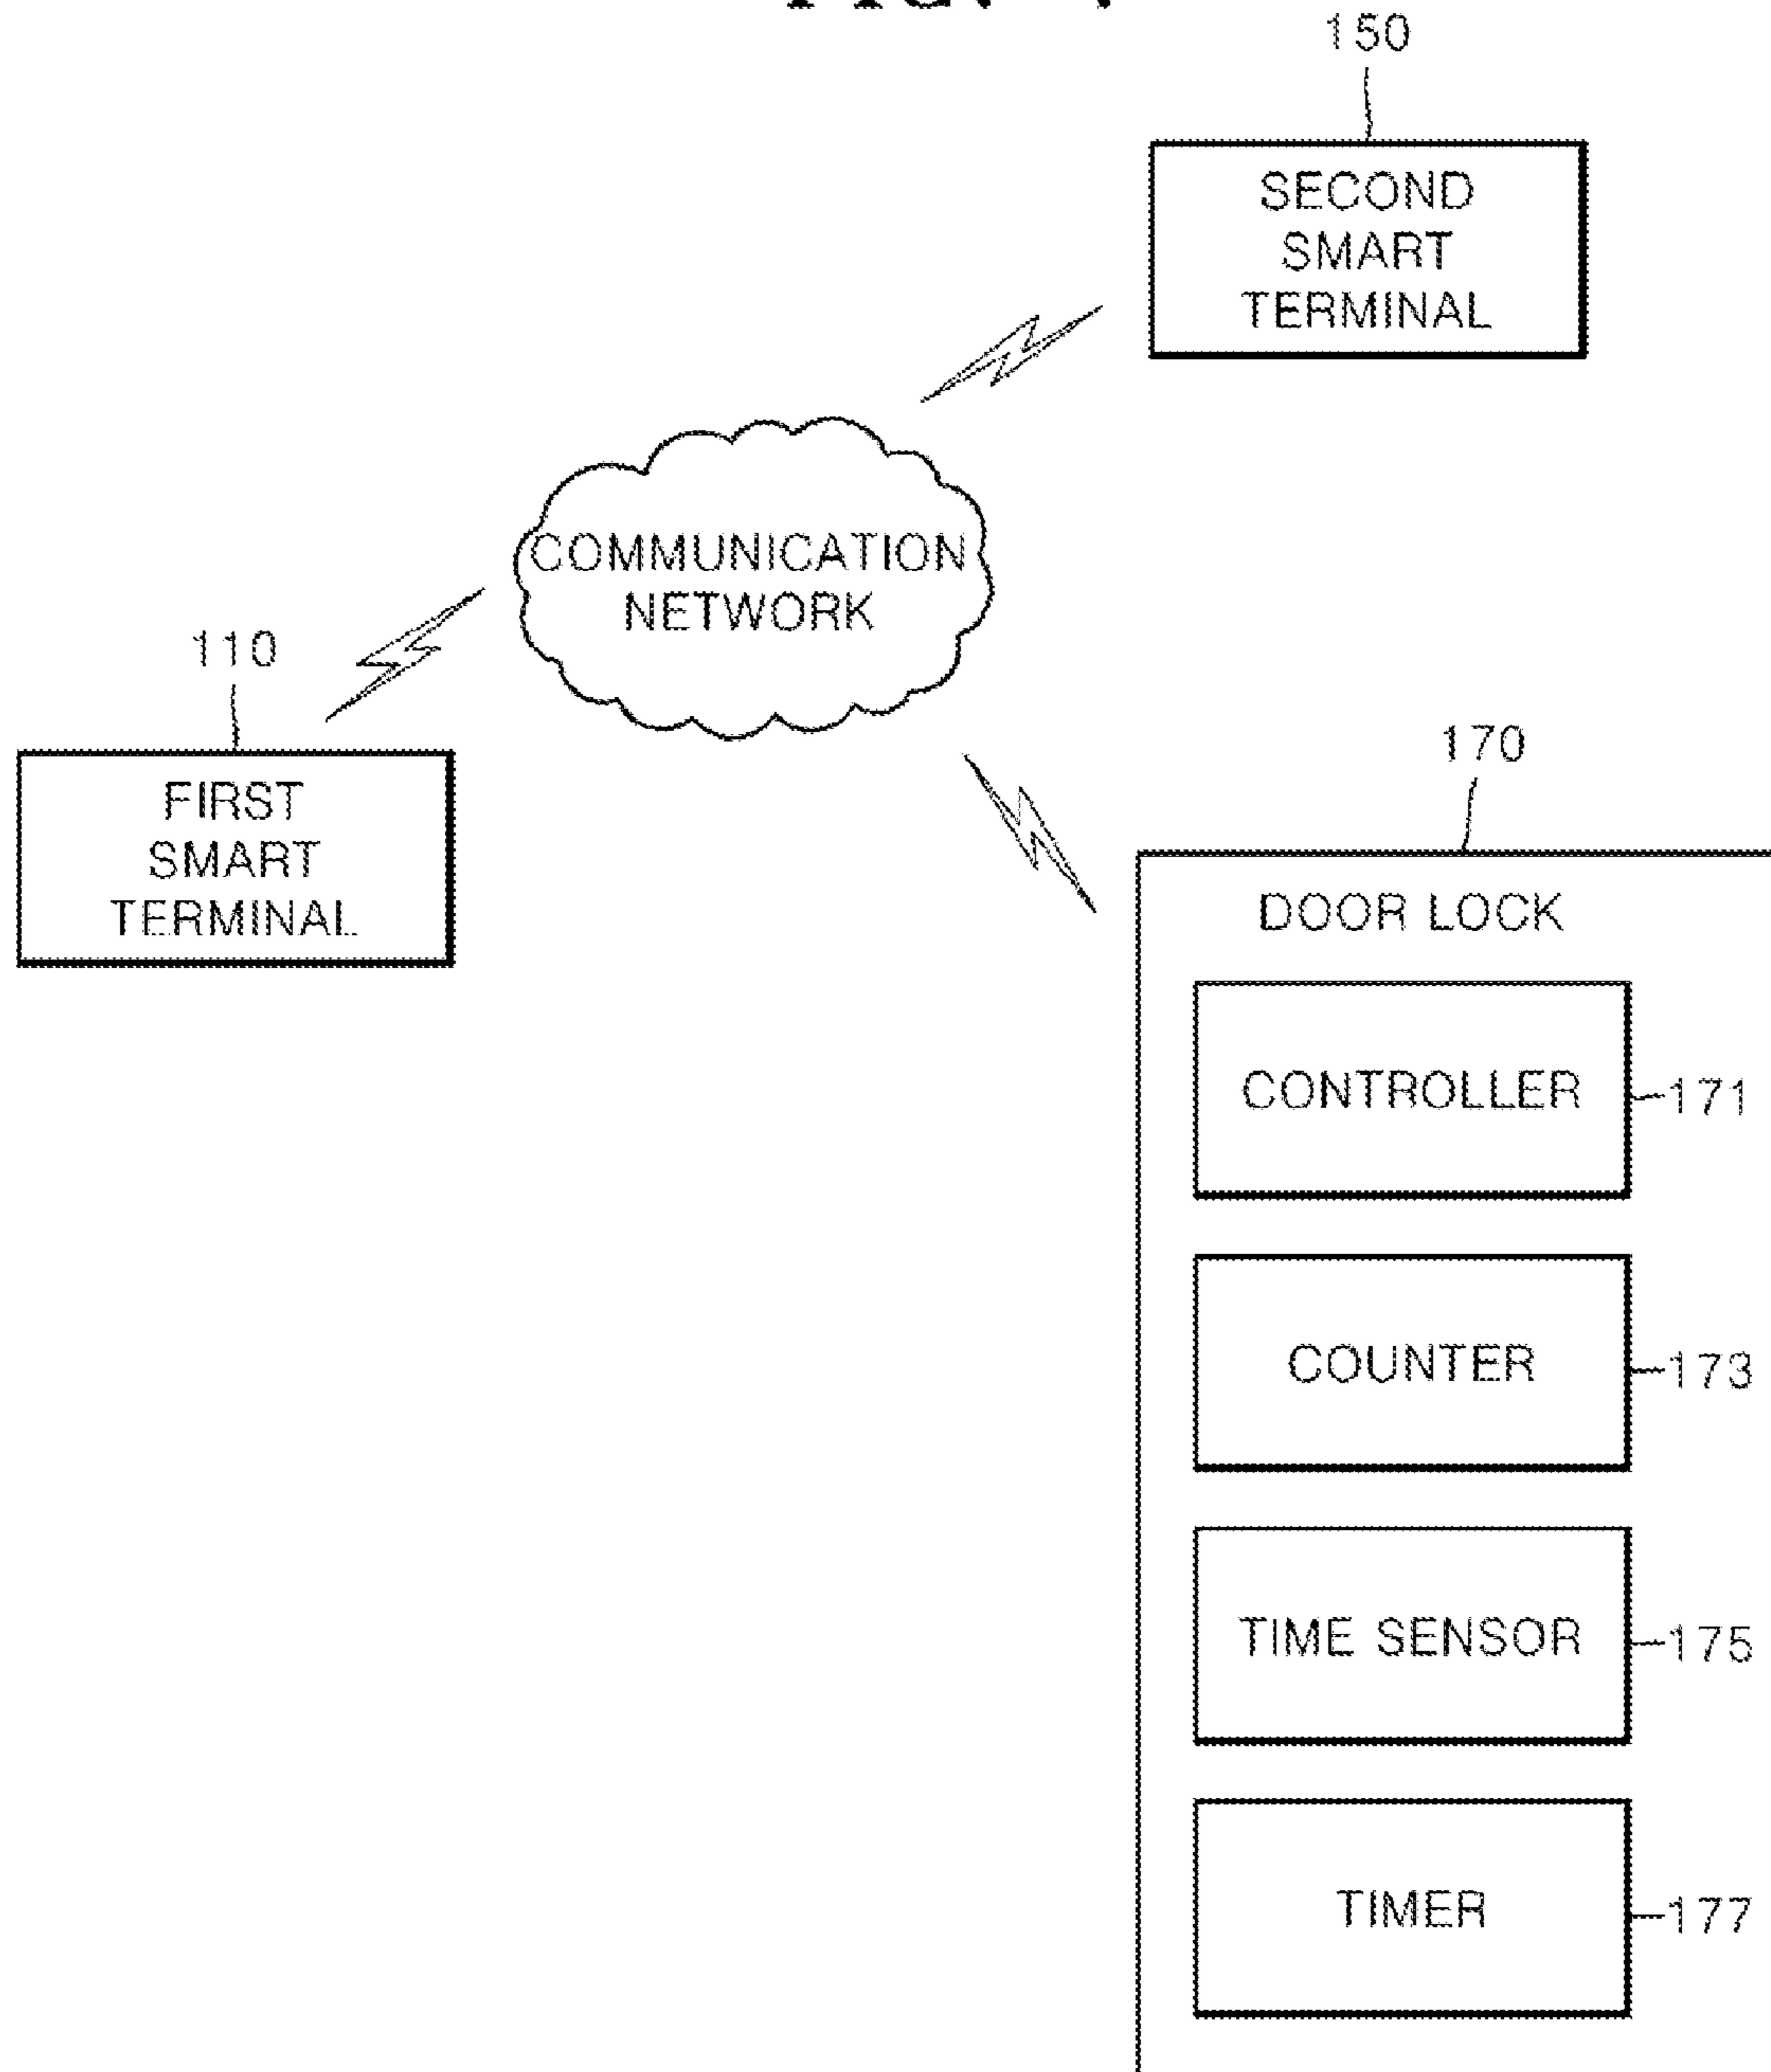 150
SECOND
SMART
TERMINAL
COMMUNICATION
NETWORK
110
FIRST
SMART
TERMINAL
170
DOOR LOCK
CONTROLLER
171
COUNTER
173
TIME SENSOR
175
TIMER
177